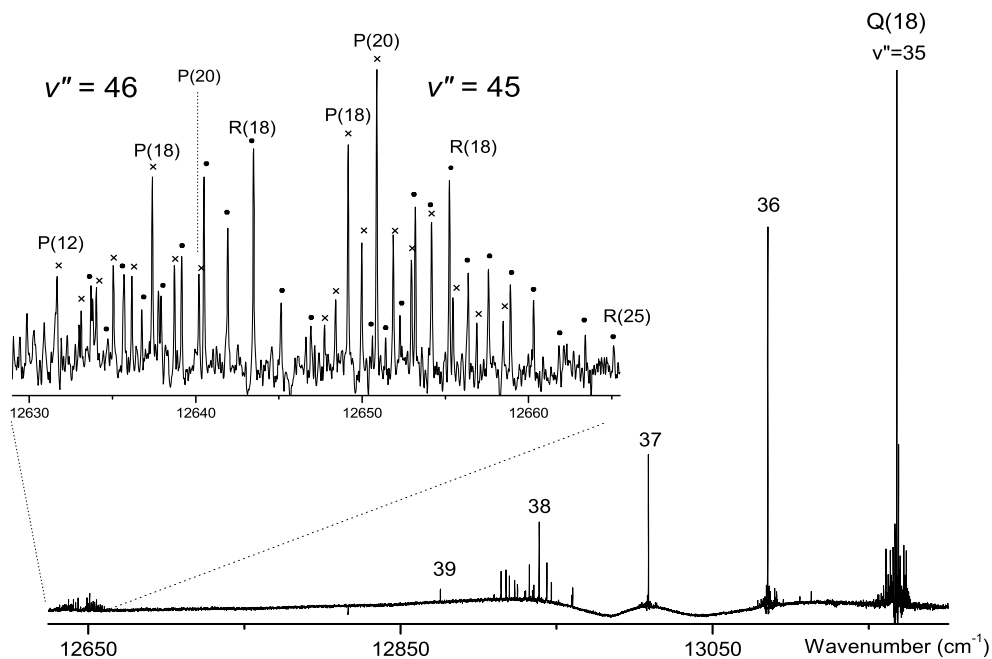 Q(18)
v"=35
P(20)
v" = 46
P(20)
v" = 45
P(18)
R(18)
P(18)
R(18)
P(12)
36
R(25)
12630
12640
12650
12660
37
38
39
12650
12850
13050
Wavenumber (cm⁻¹)